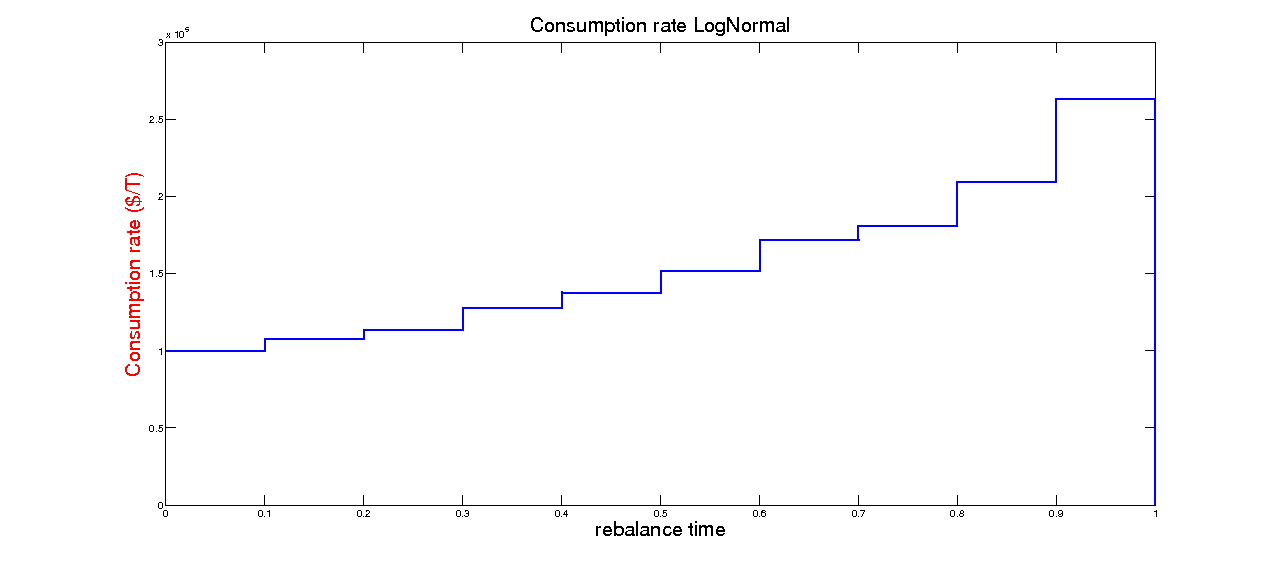 Consumption rate LogNormal
x 10^5
3
2.5
2
1.5
1
0.5
0
Consumption rate ($/T)
0 0.1 0.2 0.3 0.4 0.5 0.6 0.7 0.8 0.9 1
rebalance time